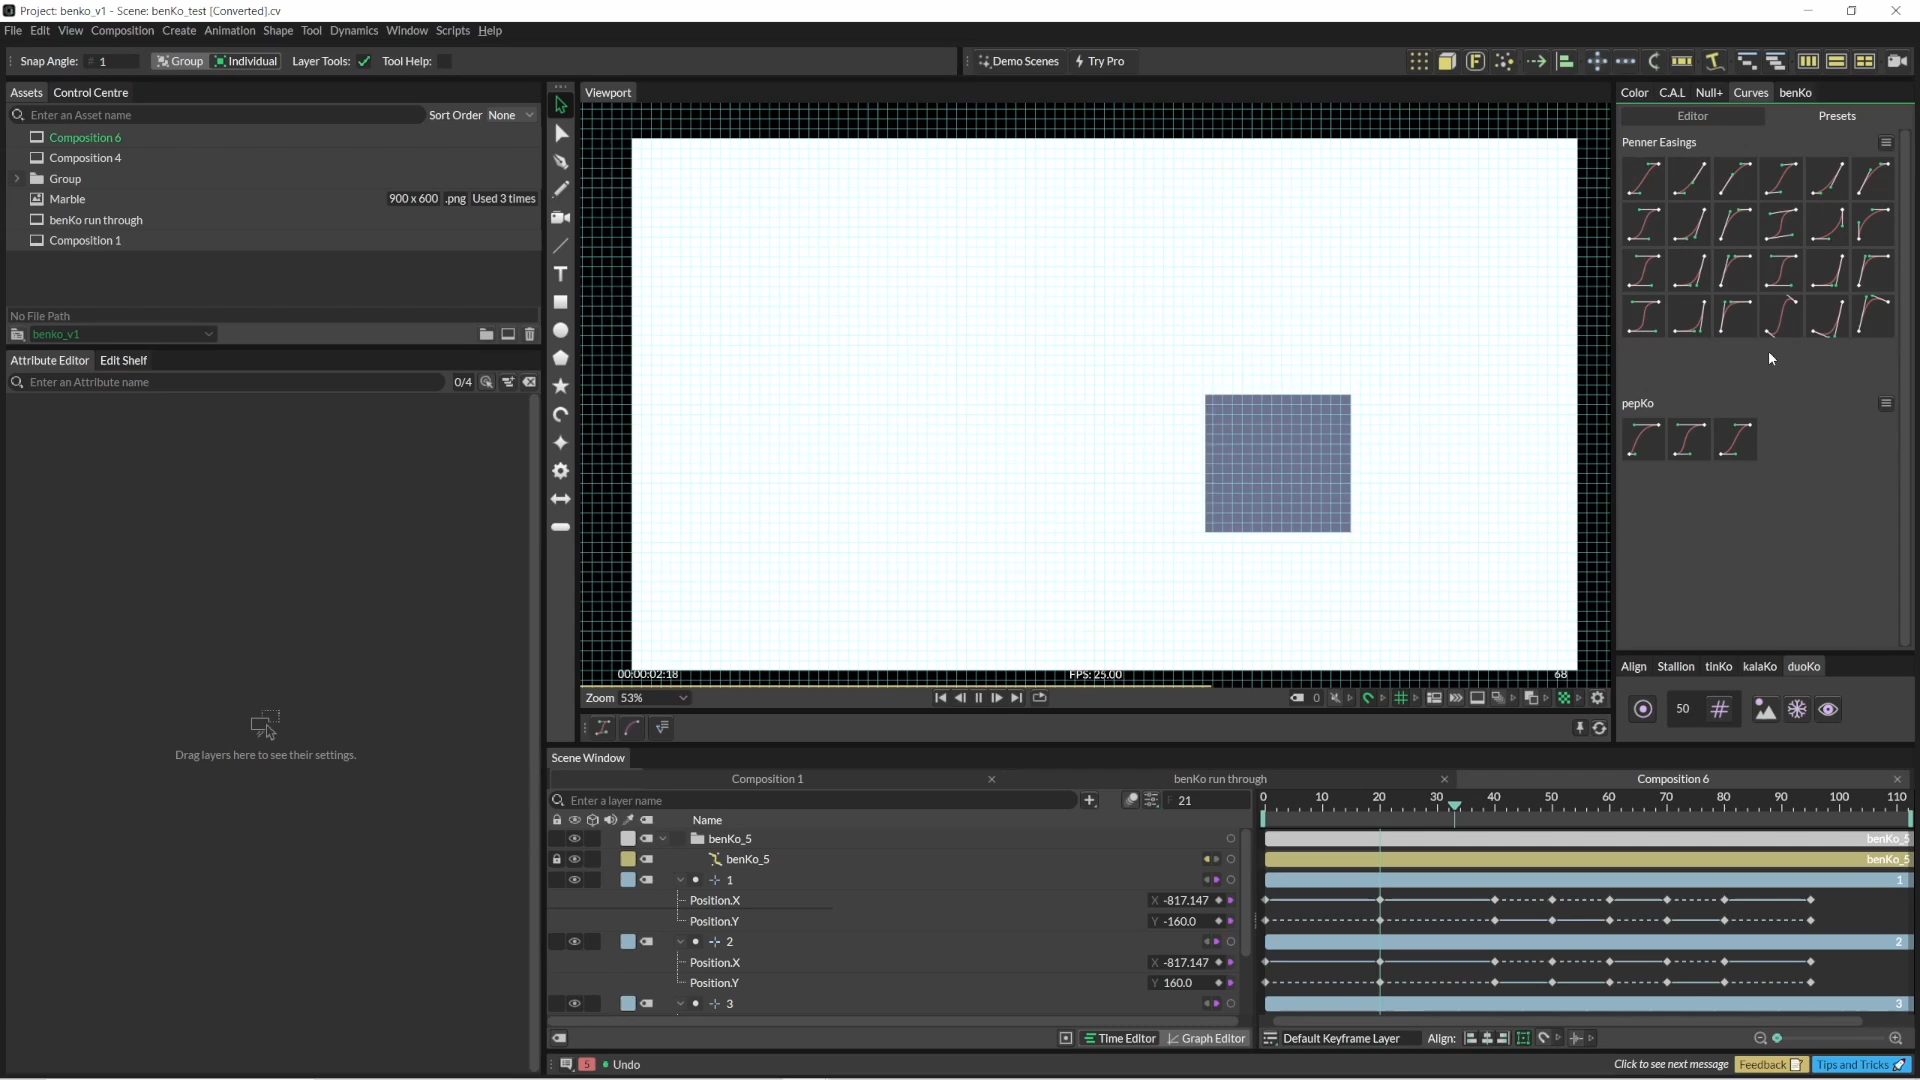 Project: benko_v1 - Scene: benKo_test [Converted].cv
File Edit View Composition Create Animation Shape Tool Dynamics Window Scripts Help
Snap Angle: 1 Group Individual Layer Tools: Tool Help: Demo Scenes Try Pro
Assets Control Centre Viewport Color C.A.L Null+ Curves benKo
Enter an Asset name Sort Order None Editor Presets
Composition 6
Composition 4
Group
Marble 900 x 600 .png Used 3 times
benKo run through
Composition 1
No File Path
benko_v1
Penner Easings
pepKo
Attribute Editor Edit Shelf
Enter an Attribute name 0/4
Drag layers here to see their settings.
00:00:02:18 FPS: 25.00 68
Zoom 53% 0
Align Stallion tinKo kalaKo duoKo
50
Scene Window
Composition 1 benKo run through Composition 6
Enter a layer name F 21 0 10 20 30 40 50 60 70 80 90 100 110
Name
benKo_5 benKo_5
benKo_5 benKo_5
1 1
Position.X X -817.147
Position.Y Y -160.0
2 2
Position.X X -817.147
Position.Y Y 160.0
3 3
Time Editor Graph Editor Default Keyframe Layer Align:
5 Undo Click to see next message Feedback Tips and Tricks